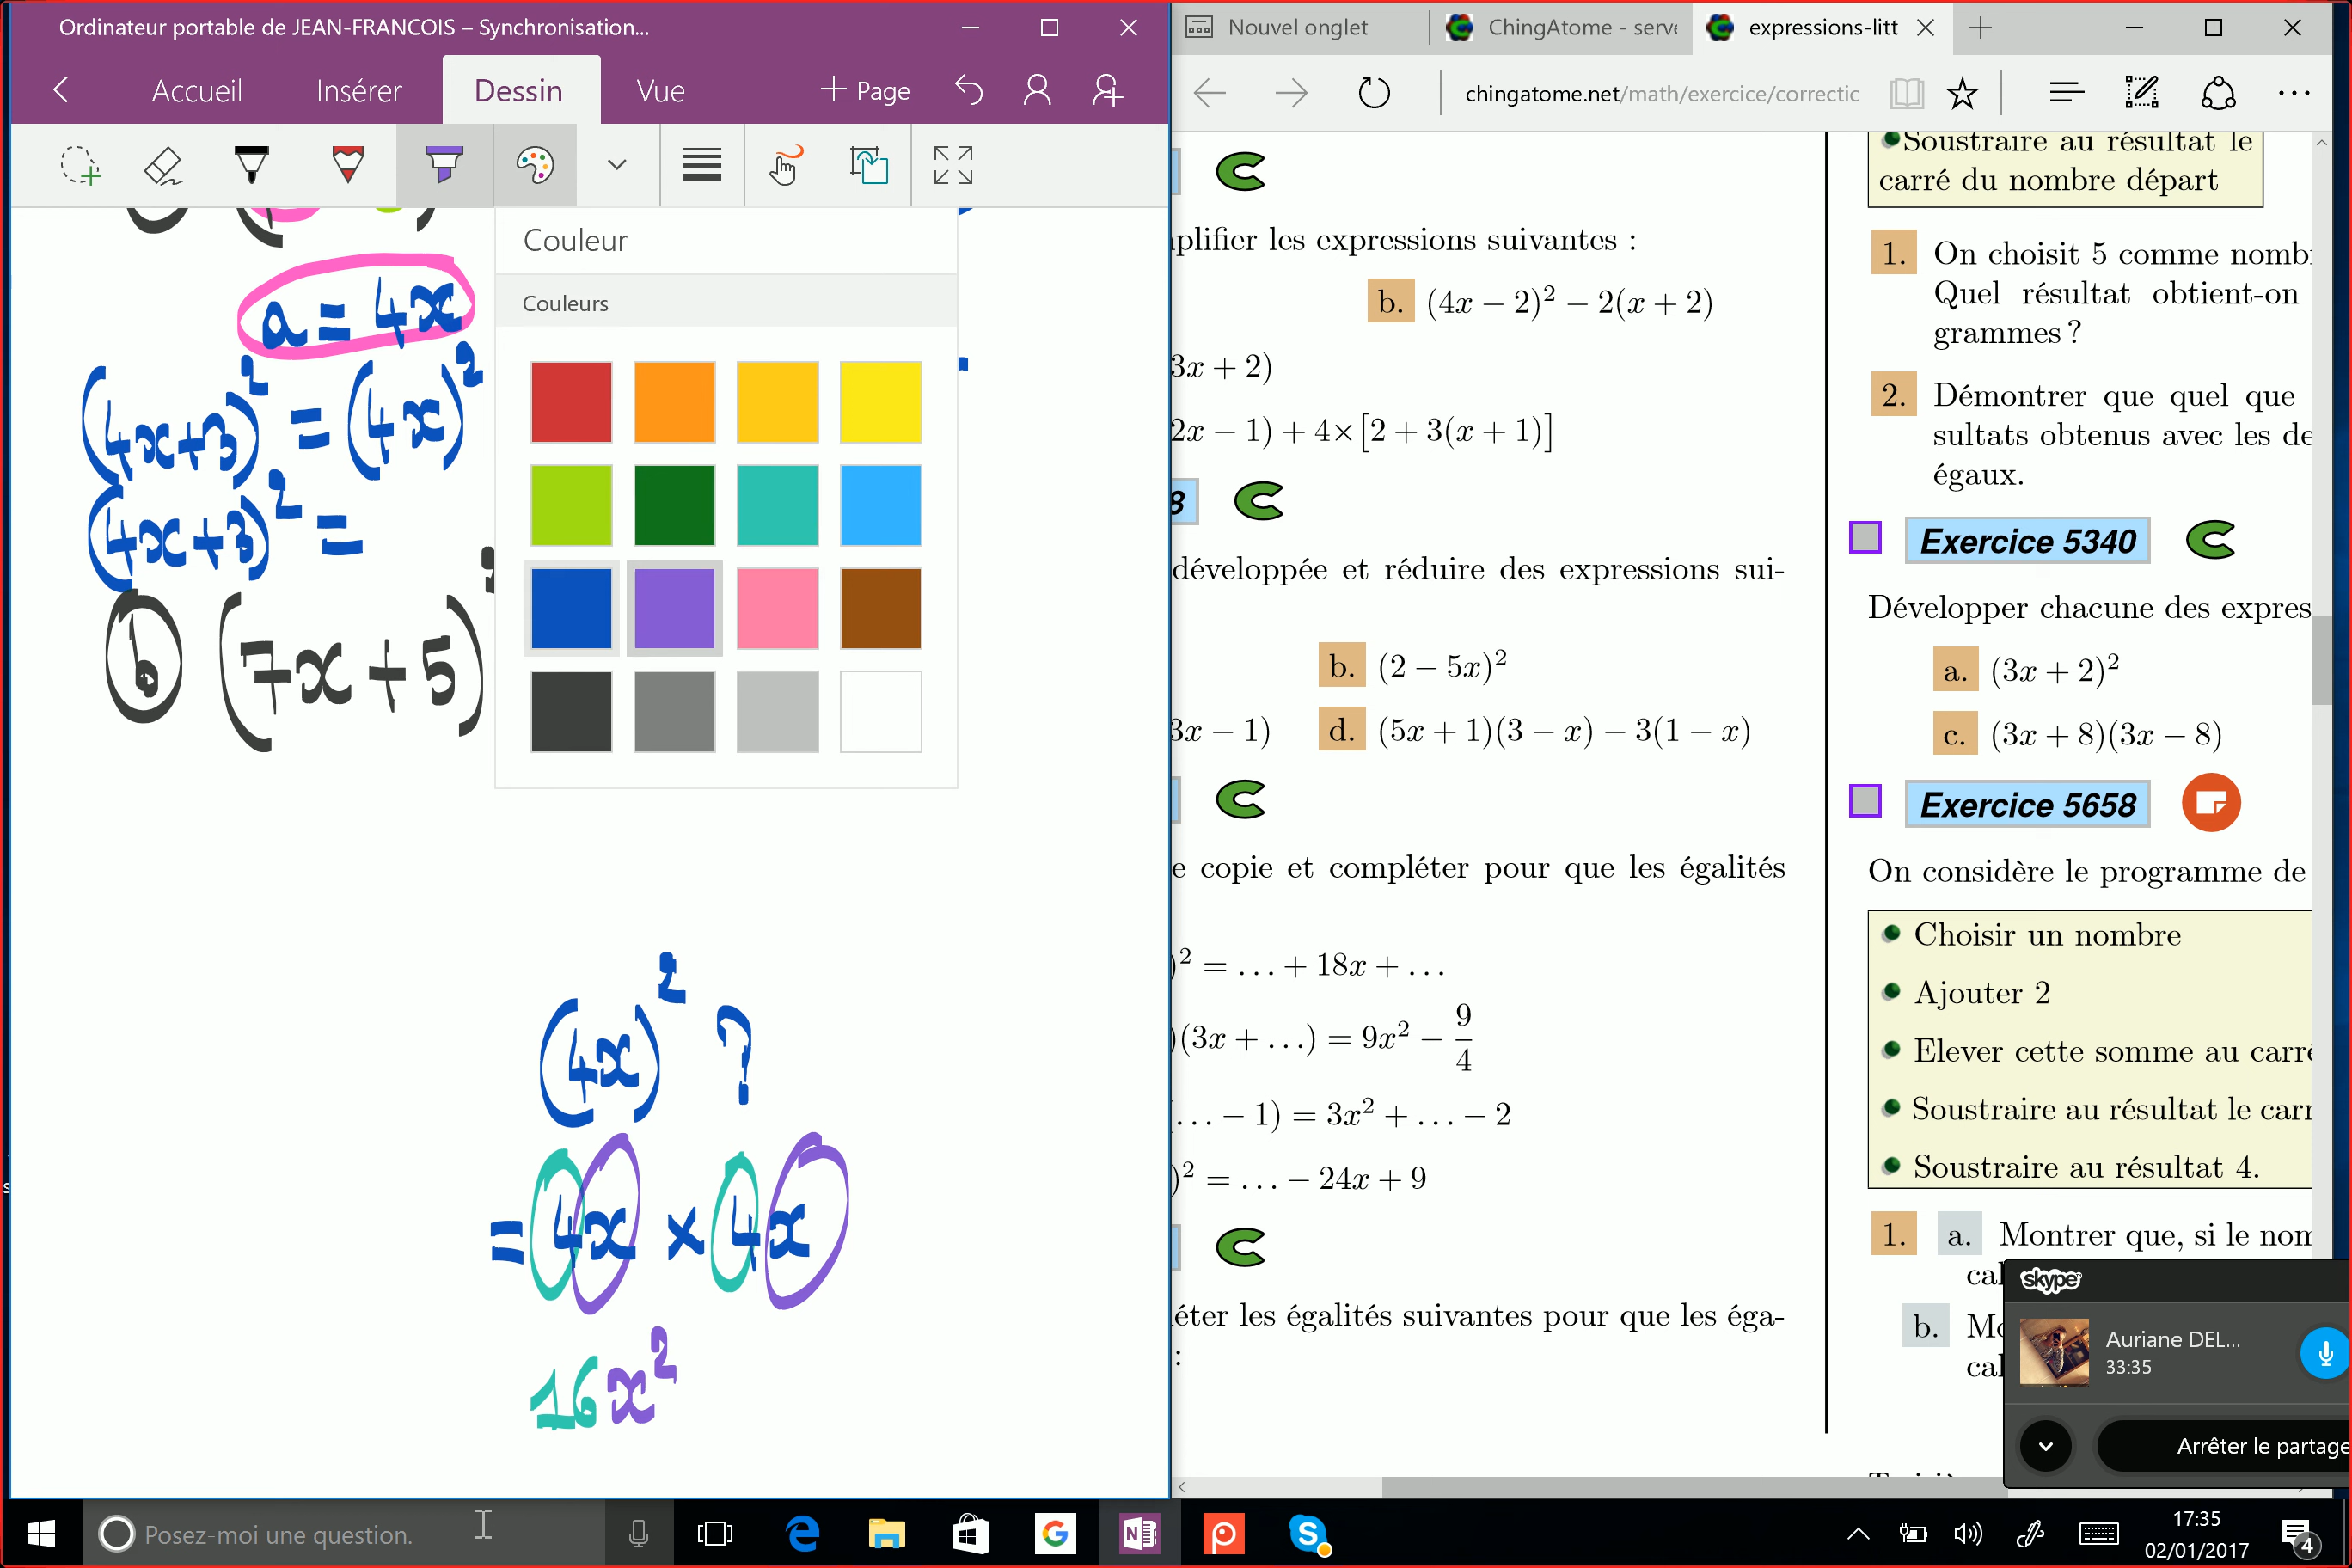 Ordinateur portable de JEAN-FRANCOIS – Synchronisation...
Accueil
Insérer
Dessin
Vue
Page
Couleur
Couleurs
a = 4x
(4x+3)² = (4x)²
(4x+3)² =
b (7x+5)
(4x)² ?
= 4x × 4x
16x²
Nouvel onglet
ChingAtome - serve
expressions-litt
chingatome.net/math/exercice/correctic
plifier les expressions suivantes :
b. (4x − 2)² − 2(x + 2)
3x + 2)
2x − 1) + 4×[2 + 3(x + 1)]
8
développée et réduire des expressions sui-
b. (2 − 5x)²
3x − 1)
d. (5x + 1)(3 − x) − 3(1 − x)
e copie et compléter pour que les égalités
)² = ... + 18x + ...
)(3x + ...) = 9x² − 9/4
... − 1) = 3x² + ... − 2
)² = ... − 24x + 9
éter les égalités suivantes pour que les éga-
:
Soustraire au résultat le
carré du nombre départ
1. On choisit 5 comme nomb
Quel résultat obtient-on
grammes ?
2. Démontrer que quel que
sultats obtenus avec les de
égaux.
Exercice 5340
Développer chacune des expres
a. (3x + 2)²
c. (3x + 8)(3x − 8)
Exercice 5658
On considère le programme de
Choisir un nombre
Ajouter 2
Elever cette somme au carré
Soustraire au résultat le carr
Soustraire au résultat 4.
1. a. Montrer que, si le nom
cal
b. Mo
cal
skype
Auriane DEL...
33:35
Arrêter le partage
Posez-moi une question.
17:35
02/01/2017
4